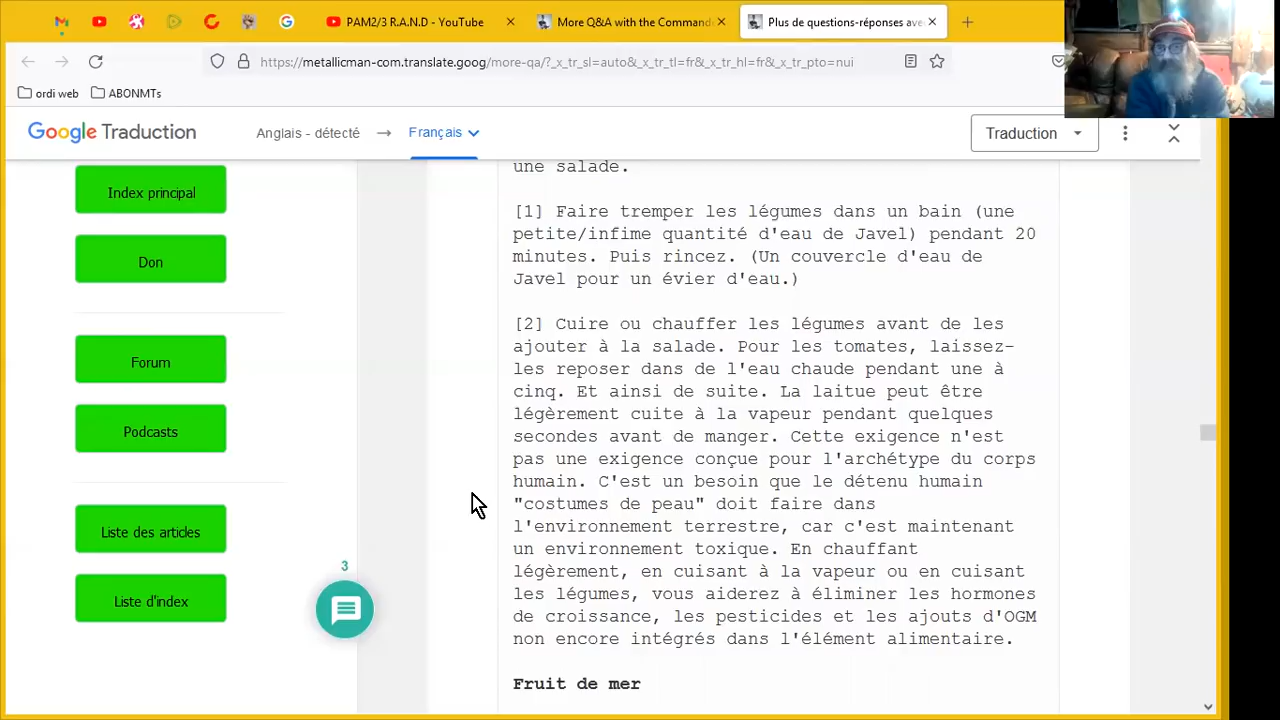 PAM2/3 R.A.N.D - YouTube
More Q&A with the Command
Plus de questions-réponses ave
https://metallicman-com.translate.goog/more-qa/?_x_tr_sl=auto&_x_tr_tl=fr&_x_tr_hl=fr&_x_tr_pto=nui
ordi web
ABONMTs
Google Traduction
Anglais - détecté
Français
Traduction
Index principal
Don
Forum
Podcasts
Liste des articles
Liste d'index
3
une salade.
[1] Faire tremper les légumes dans un bain (une
petite/infime quantité d'eau de Javel) pendant 20
minutes. Puis rincez. (Un couvercle d'eau de
Javel pour un évier d'eau.)
[2] Cuire ou chauffer les légumes avant de les
ajouter à la salade. Pour les tomates, laissez-
les reposer dans de l'eau chaude pendant une à
cinq. Et ainsi de suite. La laitue peut être
légèrement cuite à la vapeur pendant quelques
secondes avant de manger. Cette exigence n'est
pas une exigence conçue pour l'archétype du corps
humain. C'est un besoin que le détenu humain
"costumes de peau" doit faire dans
l'environnement terrestre, car c'est maintenant
un environnement toxique. En chauffant
légèrement, en cuisant à la vapeur ou en cuisant
les légumes, vous aiderez à éliminer les hormones
de croissance, les pesticides et les ajouts d'OGM
non encore intégrés dans l'élément alimentaire.
Fruit de mer